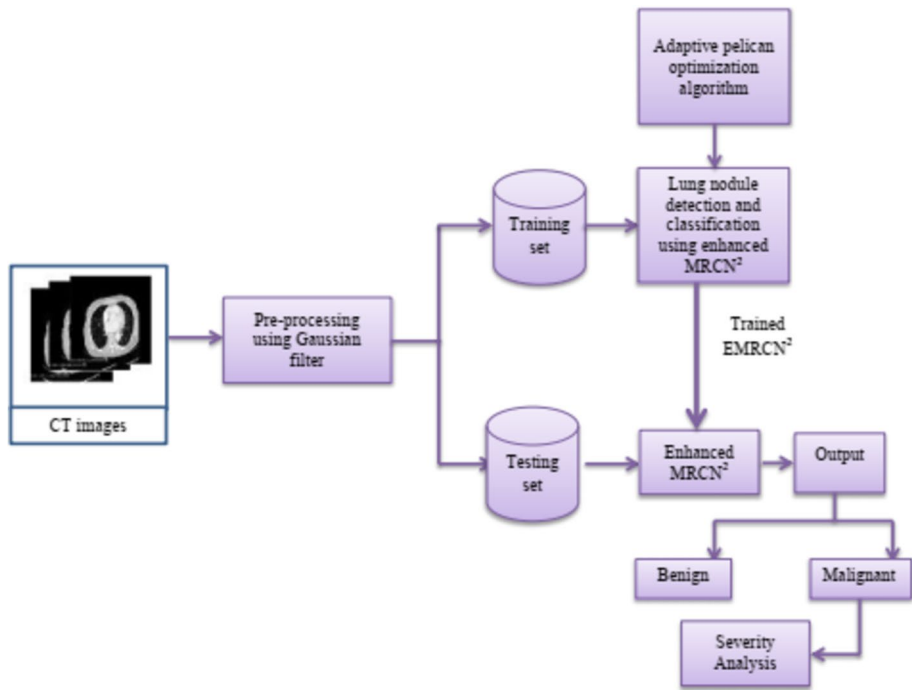 Adaptive pelican
optimization
algorithm
Lung nodule
detection and
classification
using enhanced
MRCN²
Training
set
Pre-processing
using Gaussian
filter
CT images
Trained
EMRCN²
Testing
set
Enhanced
MRCN²
Output
Benign
Malignant
Severity
Analysis